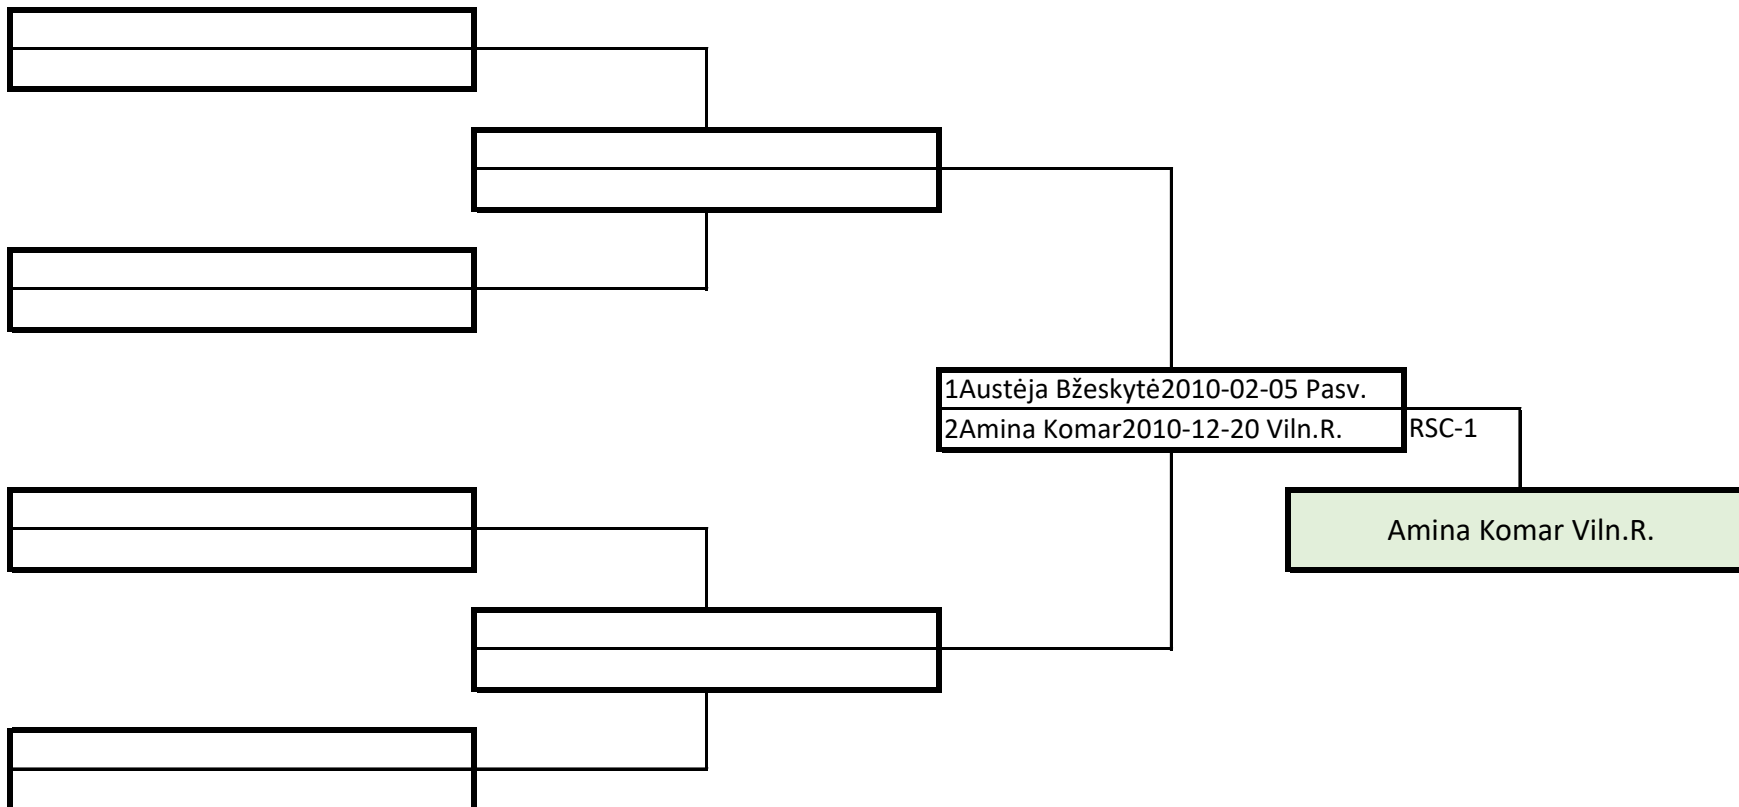 1Austėja Bžeskytė2010-02-05 Pasv.
2Amina Komar2010-12-20 Viln.R.
RSC-1
Amina Komar Viln.R.